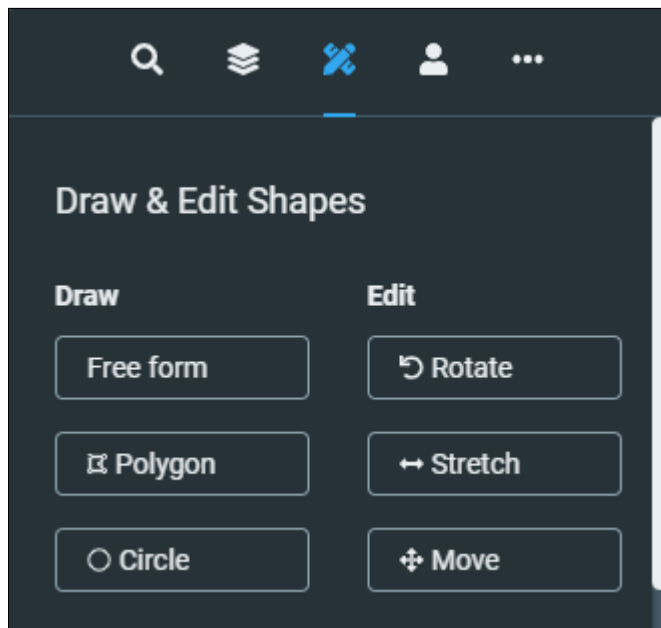 Draw & Edit Shapes
Draw
Edit
Free form
Rotate
Polygon
Stretch
Circle
Move